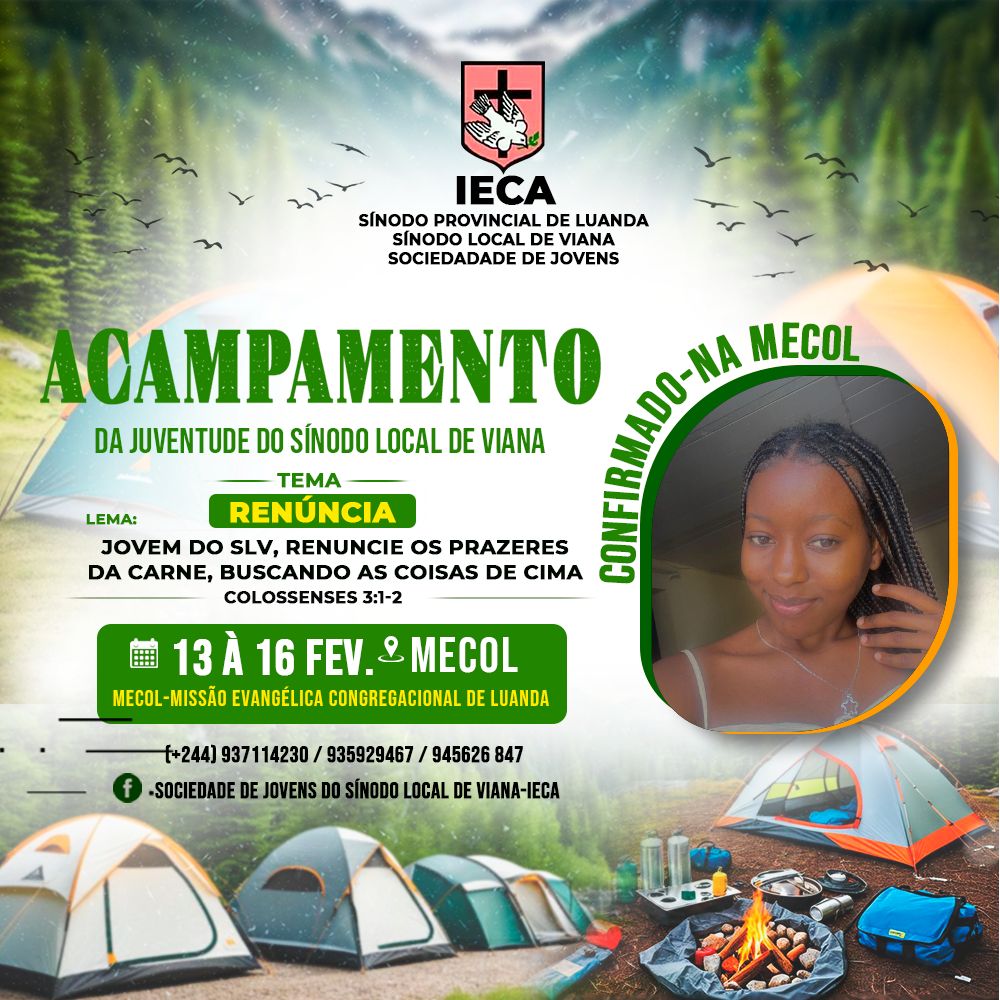 IECA
SÍNODO PROVINCIAL DE LUANDA
SÍNODO LOCAL DE VIANA
SOCIEDADADE DE JOVENS
ACAMPAMENTO
DA JUVENTUDE DO SÍNODO LOCAL DE VIANA
TEMA
RENÚNCIA
LEMA:
JOVEM DO SLV, RENUNCIE OS PRAZERES
DA CARNE, BUSCANDO AS COISAS DE CIMA
COLOSSENSES 3:1-2
13 À 16 FEV. MECOL
MECOL-MISSÃO EVANGÉLICA CONGREGACIONAL DE LUANDA
(+244) 937114230 / 935929467 / 945626 847
f -SOCIEDADE DE JOVENS DO SÍNODO LOCAL DE VIANA-IECA
CONFIRMADO-NA MECOL